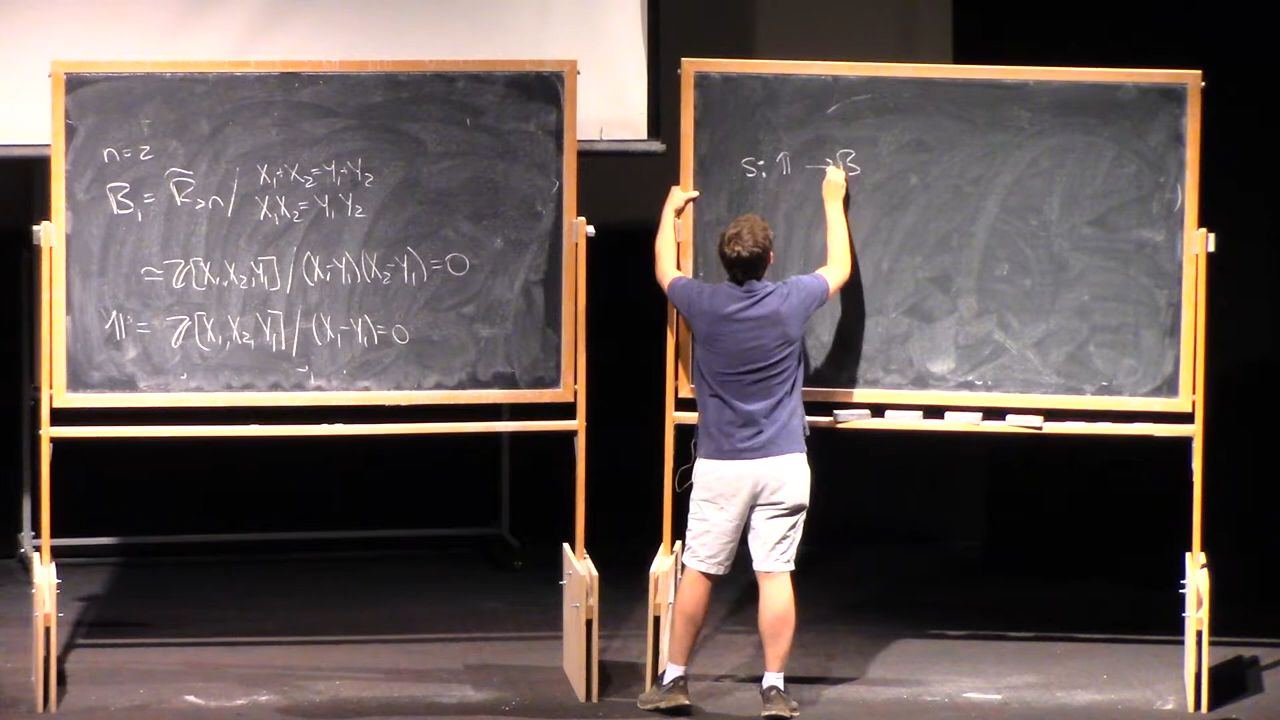 n=2
B₁ = R̃₂n / X₁+X₂=Y₁+Y₂
X₁X₂=Y₁Y₂
≃ ℤ[X₁,X₂,Y₁]/(X₁-Y₁)(X₂-Y₁)=0
𝟙 = ℤ[X₁,X₂,Y₁]/(X₁-Y₁)=0
s: 𝟙 → B